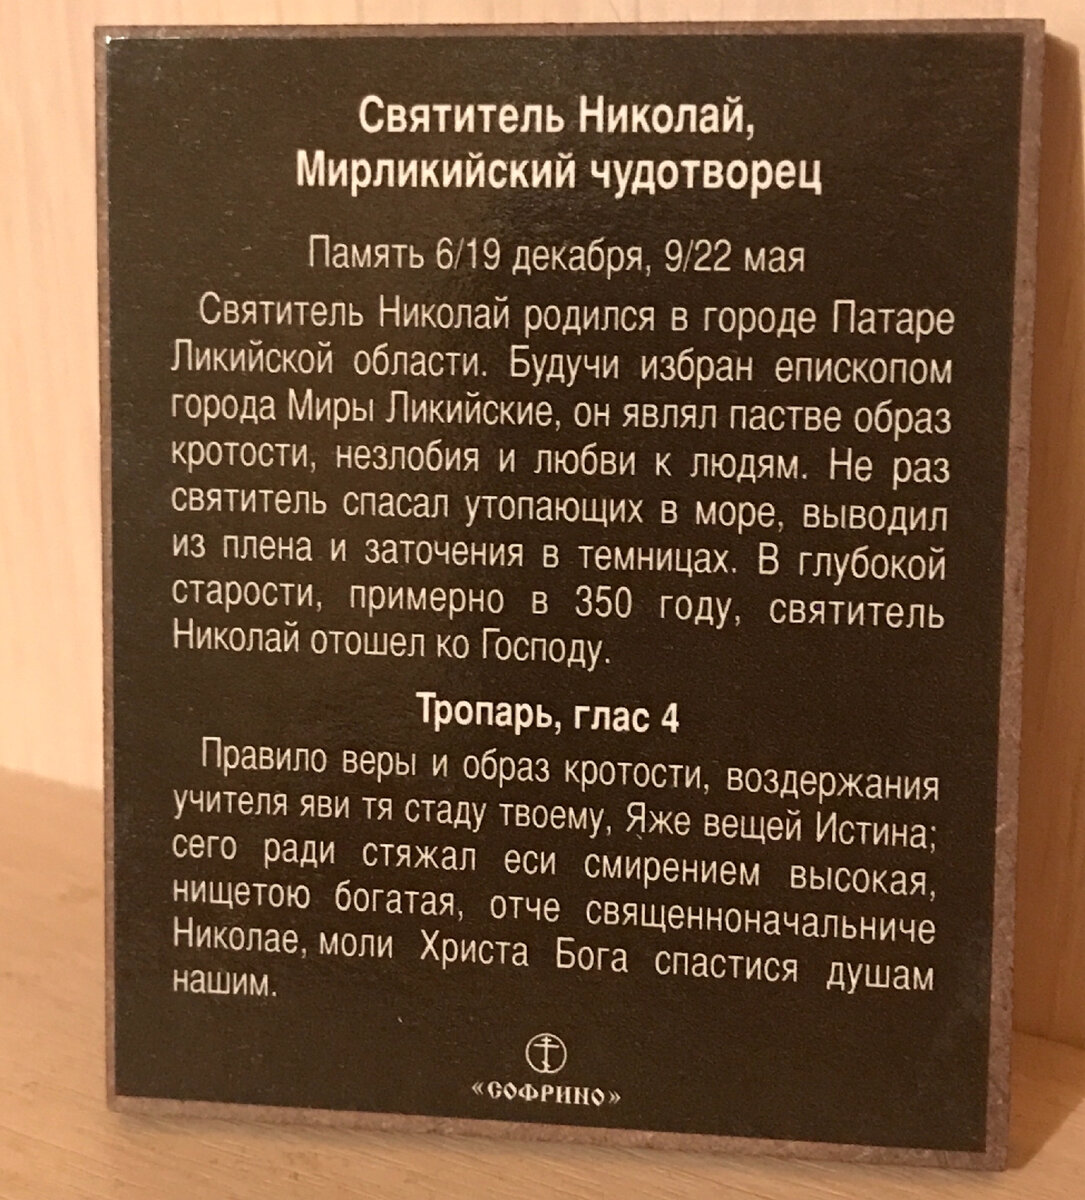 Святитель Николай,
Мирликийский чудотворец
Память 6/19 декабря, 9/22 мая
Святитель Николай родился в городе Патаре
Ликийской области. Будучи избран епископом
города Миры Ликийские, он являл пастве образ
кротости, незлобия и любви к людям. Не раз
святитель спасал утопающих в море, выводил
из плена и заточения в темницах. В глубокой
старости, примерно в 350 году, святитель
Николай отошел ко Господу.
Тропарь, глас 4
Правило веры и образ кротости, воздержания
учителя яви тя стаду твоему, Яже вещей Истина;
сего ради стяжал еси смирением высокая,
нищетою богатая, отче священноначальниче
Николае, моли Христа Бога спастися душам
нашим.
«СОФРИНО»